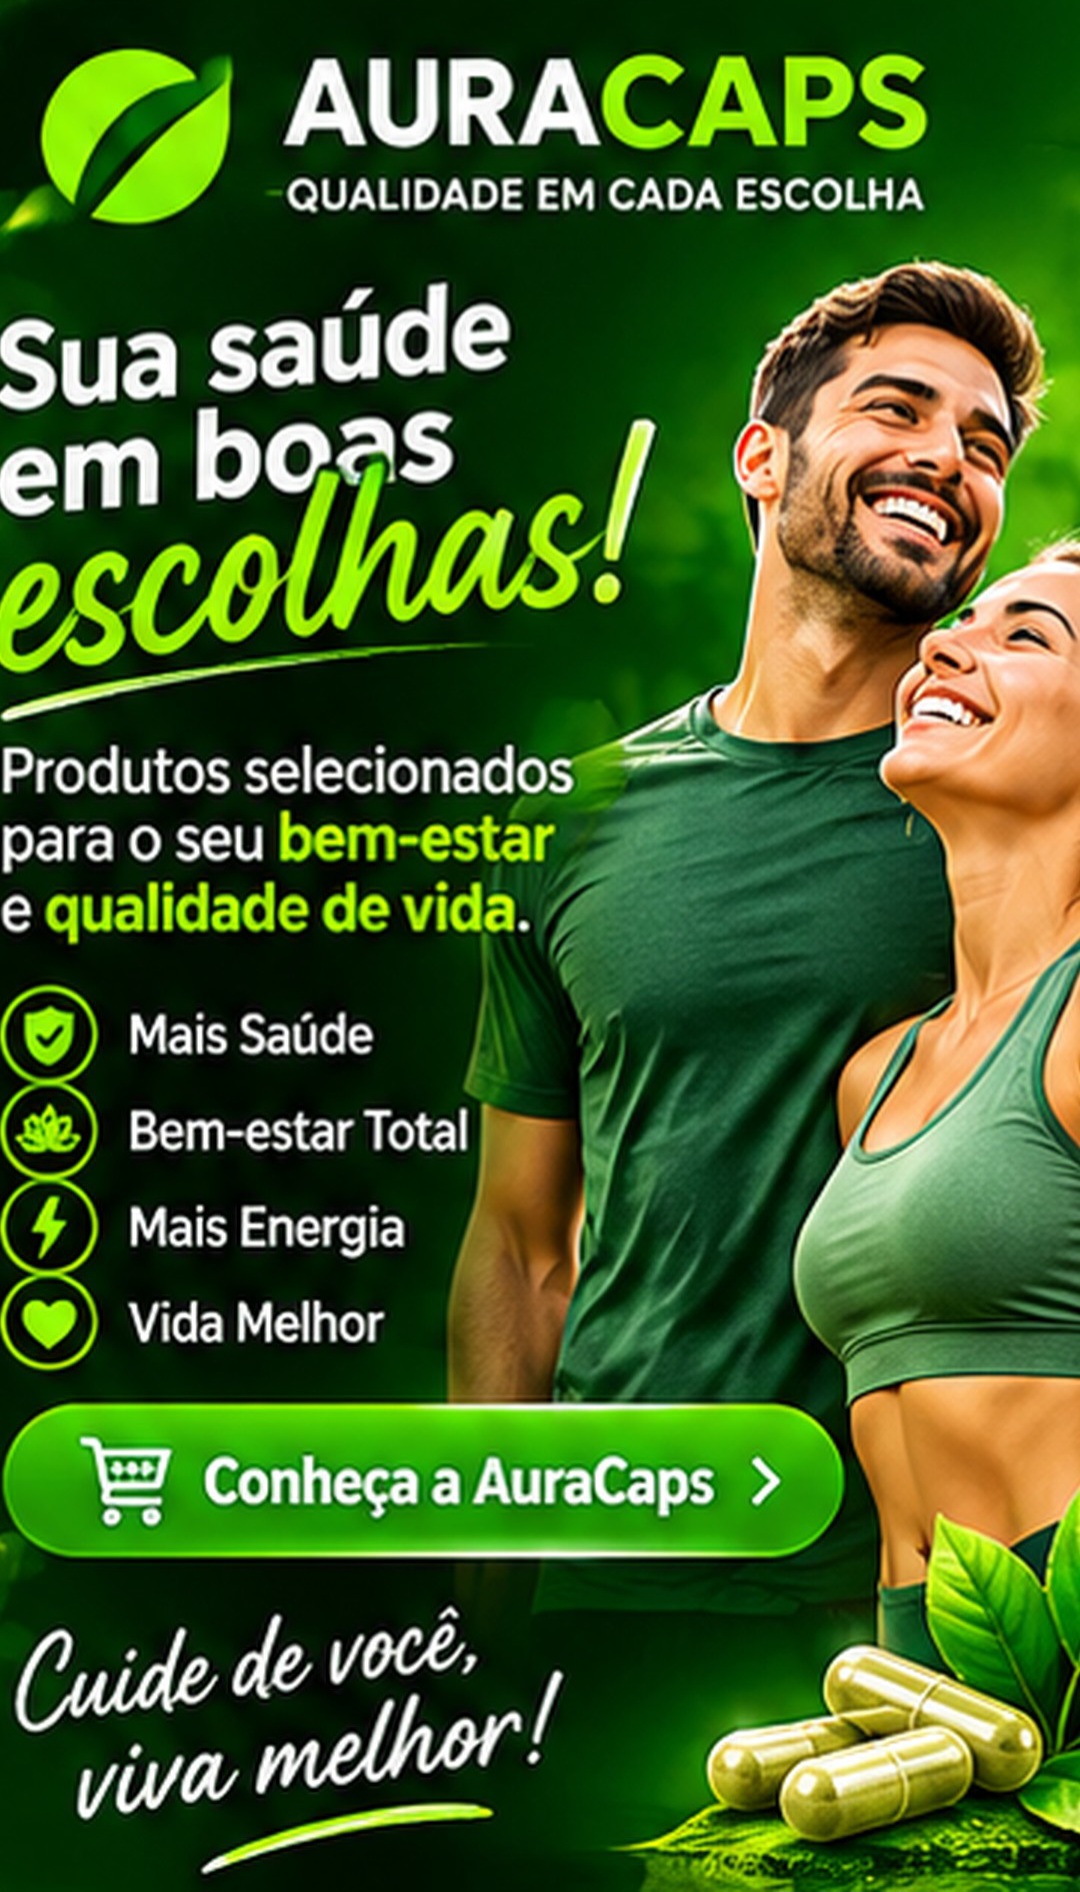 AURACAPS
QUALIDADE EM CADA ESCOLHA
Sua saúde
em boas
escolhas!
Produtos selecionados
para o seu bem-estar
e qualidade de vida.
Mais Saúde
Bem-estar Total
Mais Energia
Vida Melhor
Conheça a AuraCaps
Cuide de você,
viva melhor!